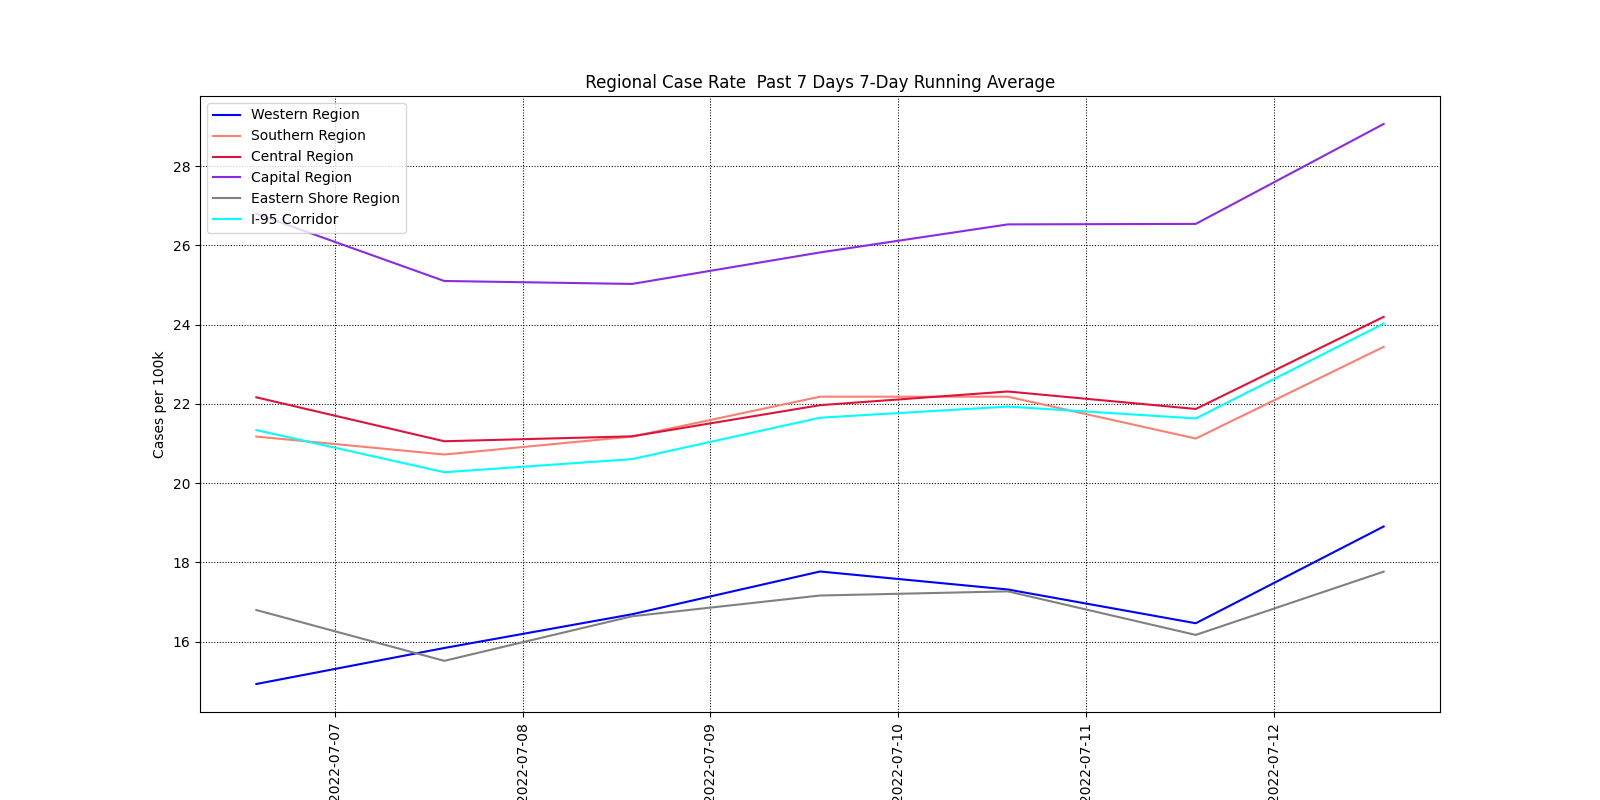 Regional Case Rate  Past 7 Days 7-Day Running Average
Western Region
Southern Region
Central Region
Capital Region
Eastern Shore Region
I-95 Corridor
Cases per 100k
28
26
24
22
20
18
16
2022-07-07
2022-07-08
2022-07-09
2022-07-10
2022-07-11
2022-07-12